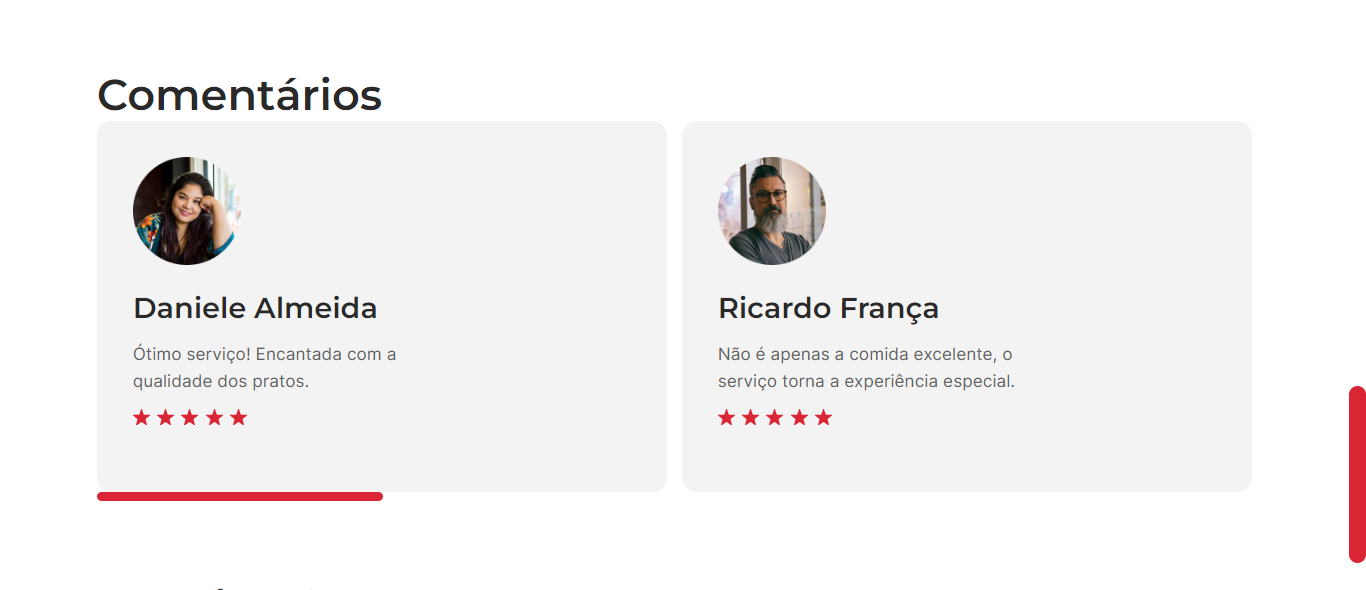 Comentários
Daniele Almeida
Ótimo serviço! Encantada com a
qualidade dos pratos.
Ricardo França
Não é apenas a comida excelente, o
serviço torna a experiência especial.